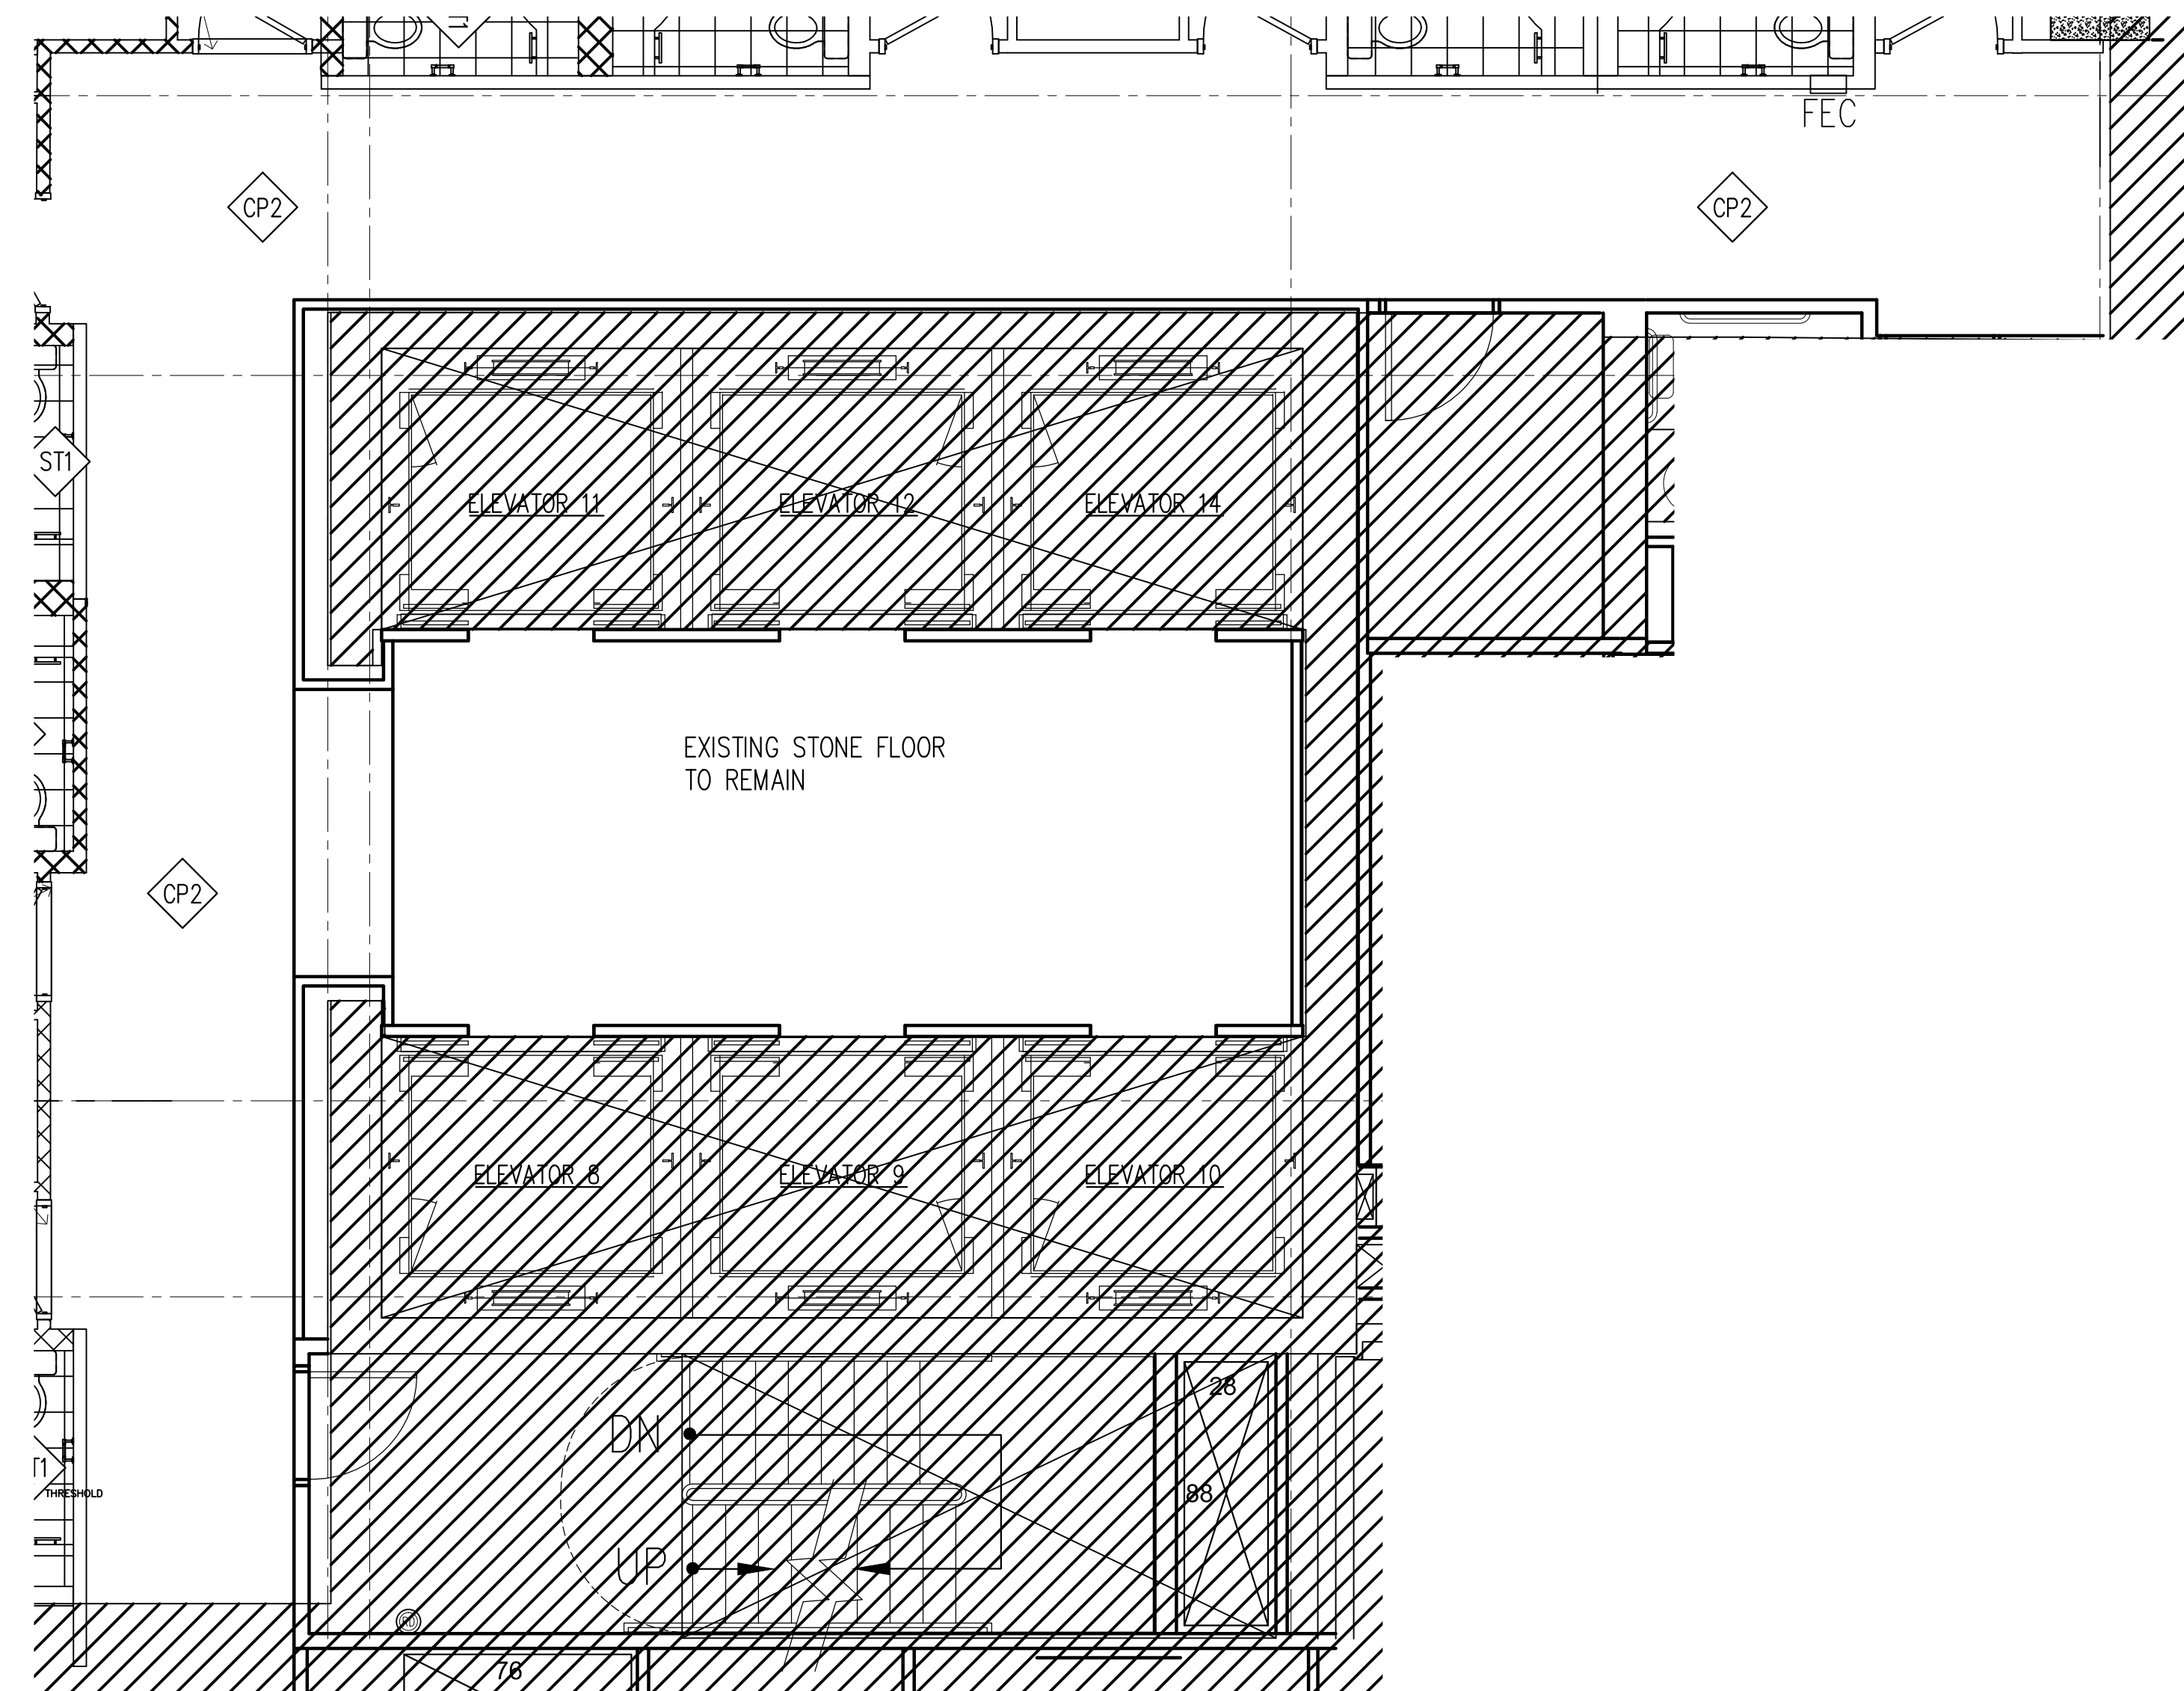 FEC
CP2
CP2
ST1
ELEVATOR 11
ELEVATOR 12
ELEVATOR 14
EXISTING STONE FLOOR
TO REMAIN
CP2
ELEVATOR 8
ELEVATOR 9
ELEVATOR 10
28
DN
88
THRESHOLD
UP
RD
76